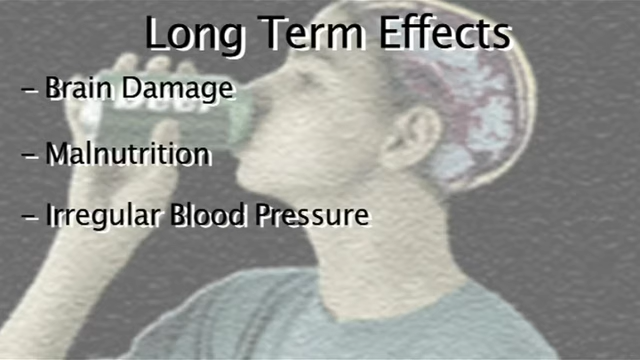 Long Term Effects
- Brain Damage
- Malnutrition
- Irregular Blood Pressure